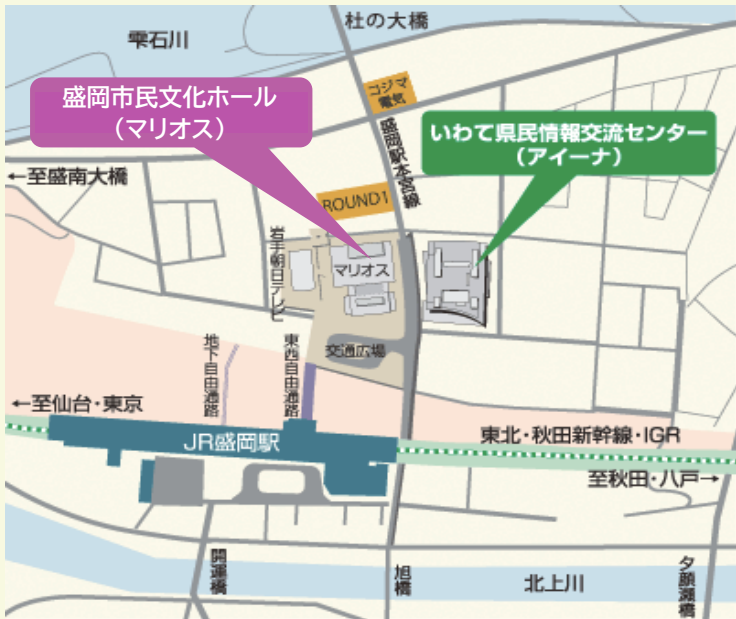 雫石川
杜の大橋
コジマ
電気
盛岡市民文化ホール
（マリオス）
いわて県民情報交流センター
（アイーナ）
盛岡駅本宮線
←至盛南大橋
ROUND1
岩手朝日テレビ
マリオス
交通広場
地下自由通路
東西自由通路
←至仙台・東京
JR盛岡駅
東北・秋田新幹線・IGR
至秋田・八戸→
開運橋
旭橋
北上川
夕顔瀬橋